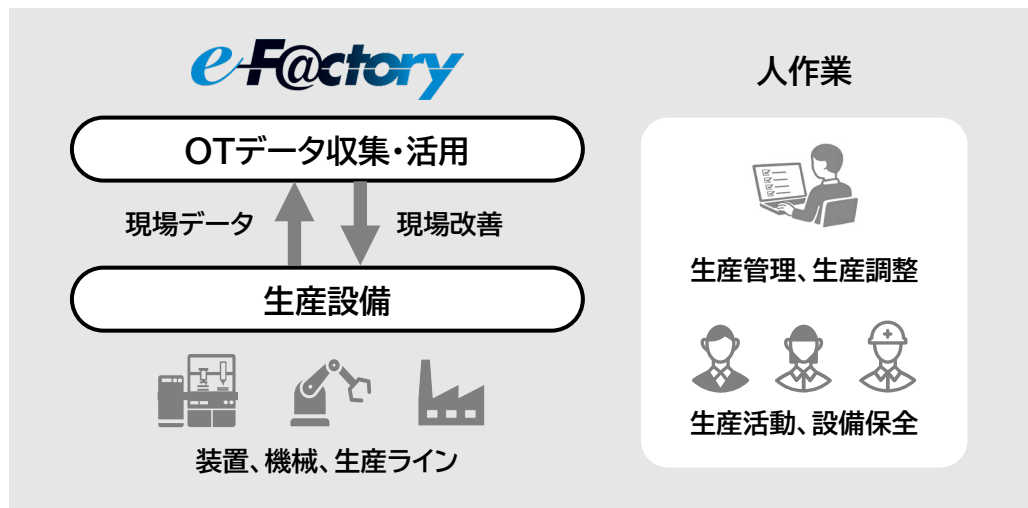 e-F@ctory
OTデータ収集・活用
現場データ
現場改善
生産設備
装置、機械、生産ライン
人作業
生産管理、生産調整
生産活動、設備保全